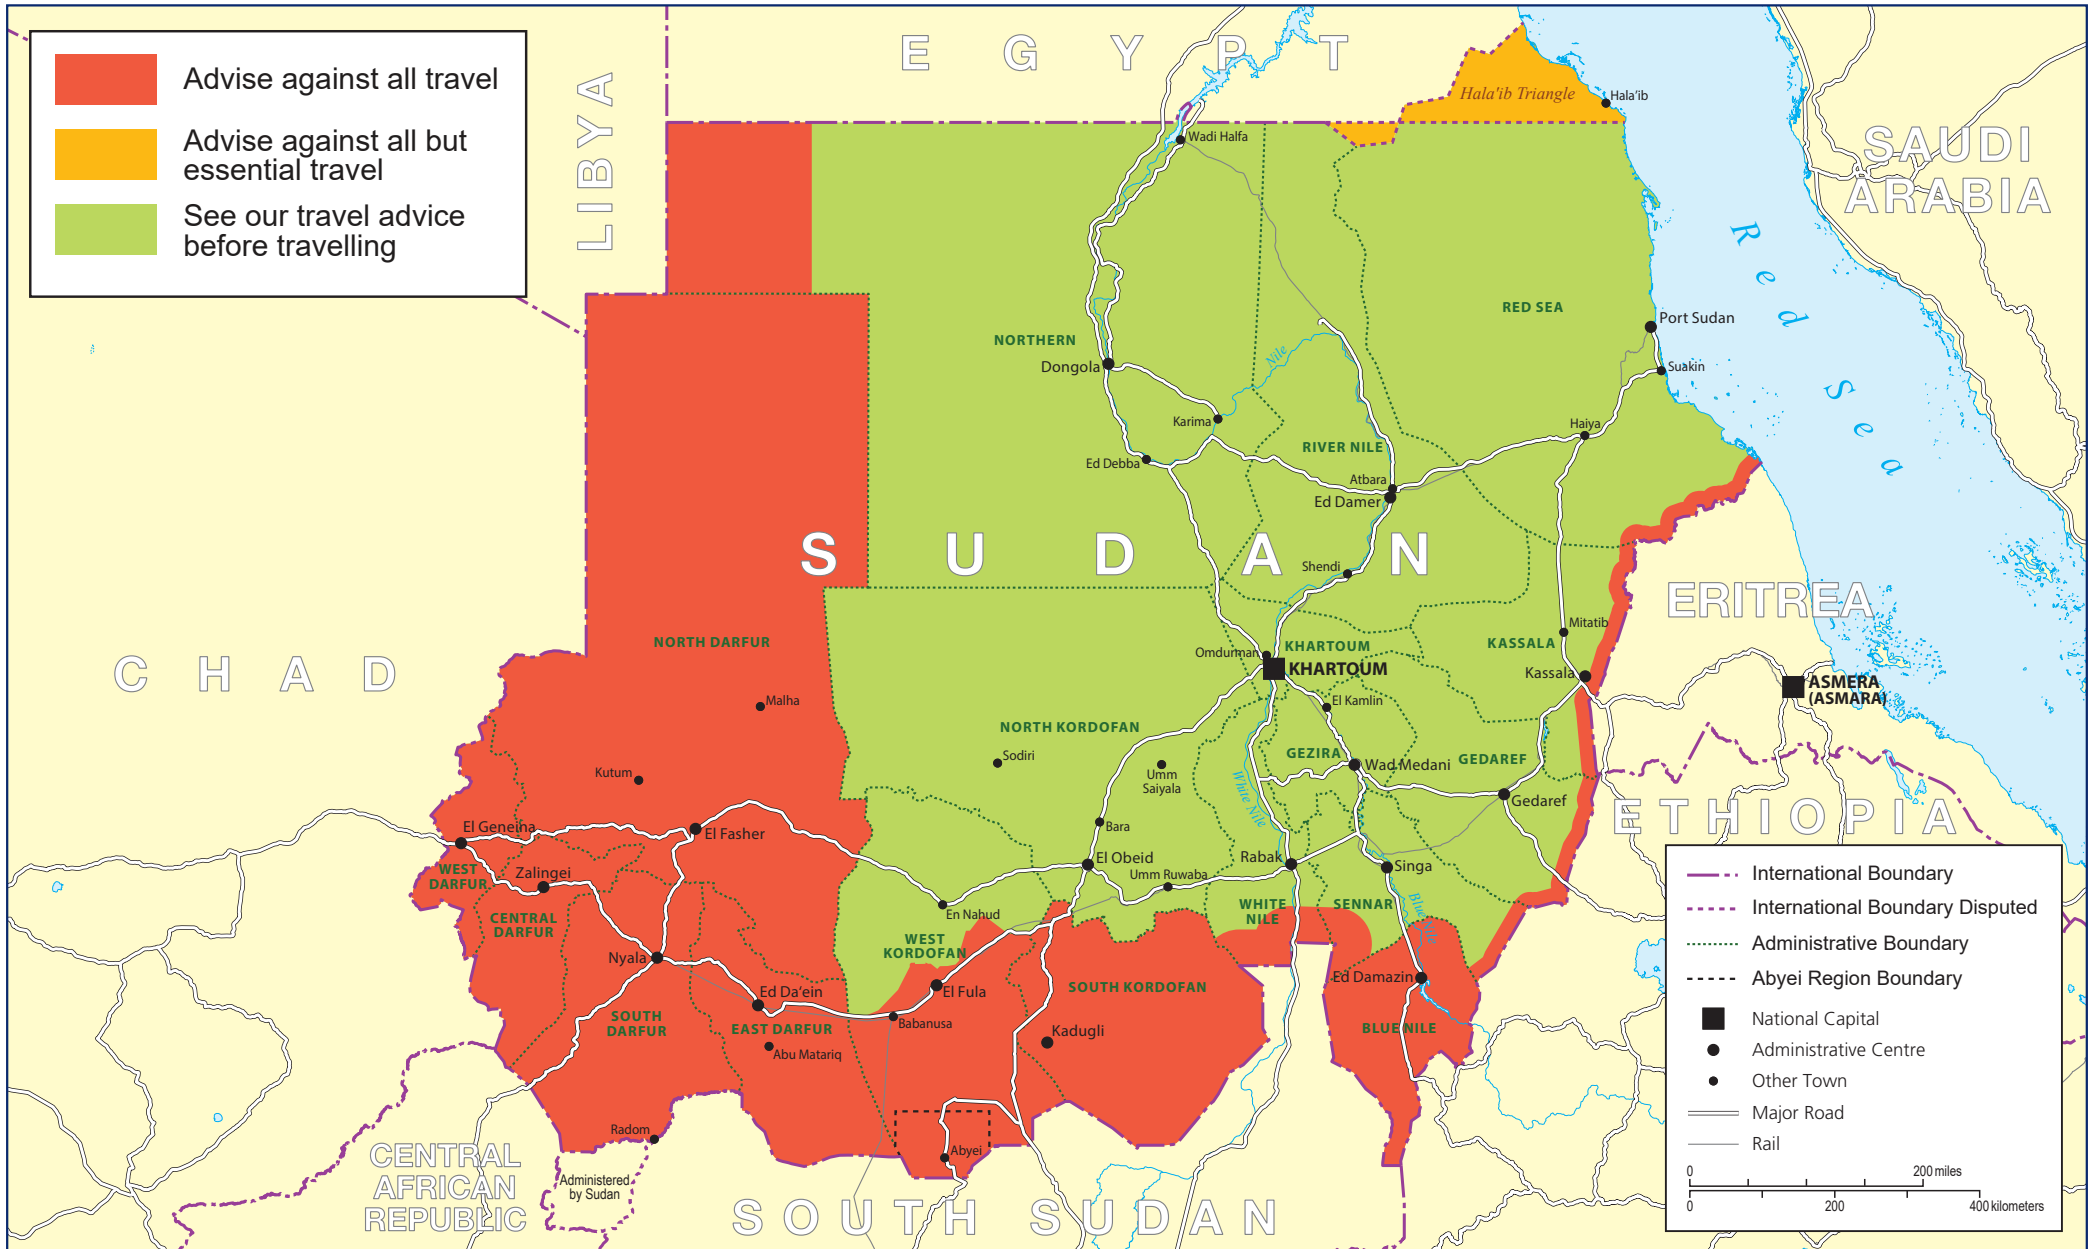 Advise against all travel
Advise against all but
essential travel
See our travel advice
before travelling
EGYPT
LIBYA
Hala'ib Triangle
Hala'ib
SAUDI
ARABIA
Wadi Halfa
Red Sea
RED SEA
Port Sudan
Suakin
NORTHERN
Dongola
Nile
Karima
Haiya
RIVER NILE
Ed Debba
Atbara
Ed Damer
SUDAN
Shendi
ERITREA
CHAD
NORTH DARFUR
Mitatib
KHARTOUM
KASSALA
Omduman
KHARTOUM
Kassala
ASMERA
(ASMARA)
Malha
El Kamlin
NORTH KORDOFAN
Sodiri
GEZIRA
GEDAREF
Wad Medani
Kutum
Umm
Saiyala
White Nile
Gedaref
ETHIOPIA
El Geneina
El Fasher
Bara
El Obeid
Rabak
Singa
WEST
DARFUR
Zalingei
Umm Ruwaba
En Nahud
WHITE
NILE
SENNAR
Blue
CENTRAL
DARFUR
WEST
KORDOFAN
Nyala
Ed Damazin
Ed Da'ein
El Fula
SOUTH KORDOFAN
SOUTH
DARFUR
EAST DARFUR
Babanusa
Kadugli
BLUE NILE
Abu Matariq
Radom
Abyei
CENTRAL
AFRICAN
REPUBLIC
Administered
by Sudan
SOUTH SUDAN
International Boundary
International Boundary Disputed
Administrative Boundary
Abyei Region Boundary
National Capital
Administrative Centre
Other Town
Major Road
Rail
0 200 miles
0 200 400 kilometers